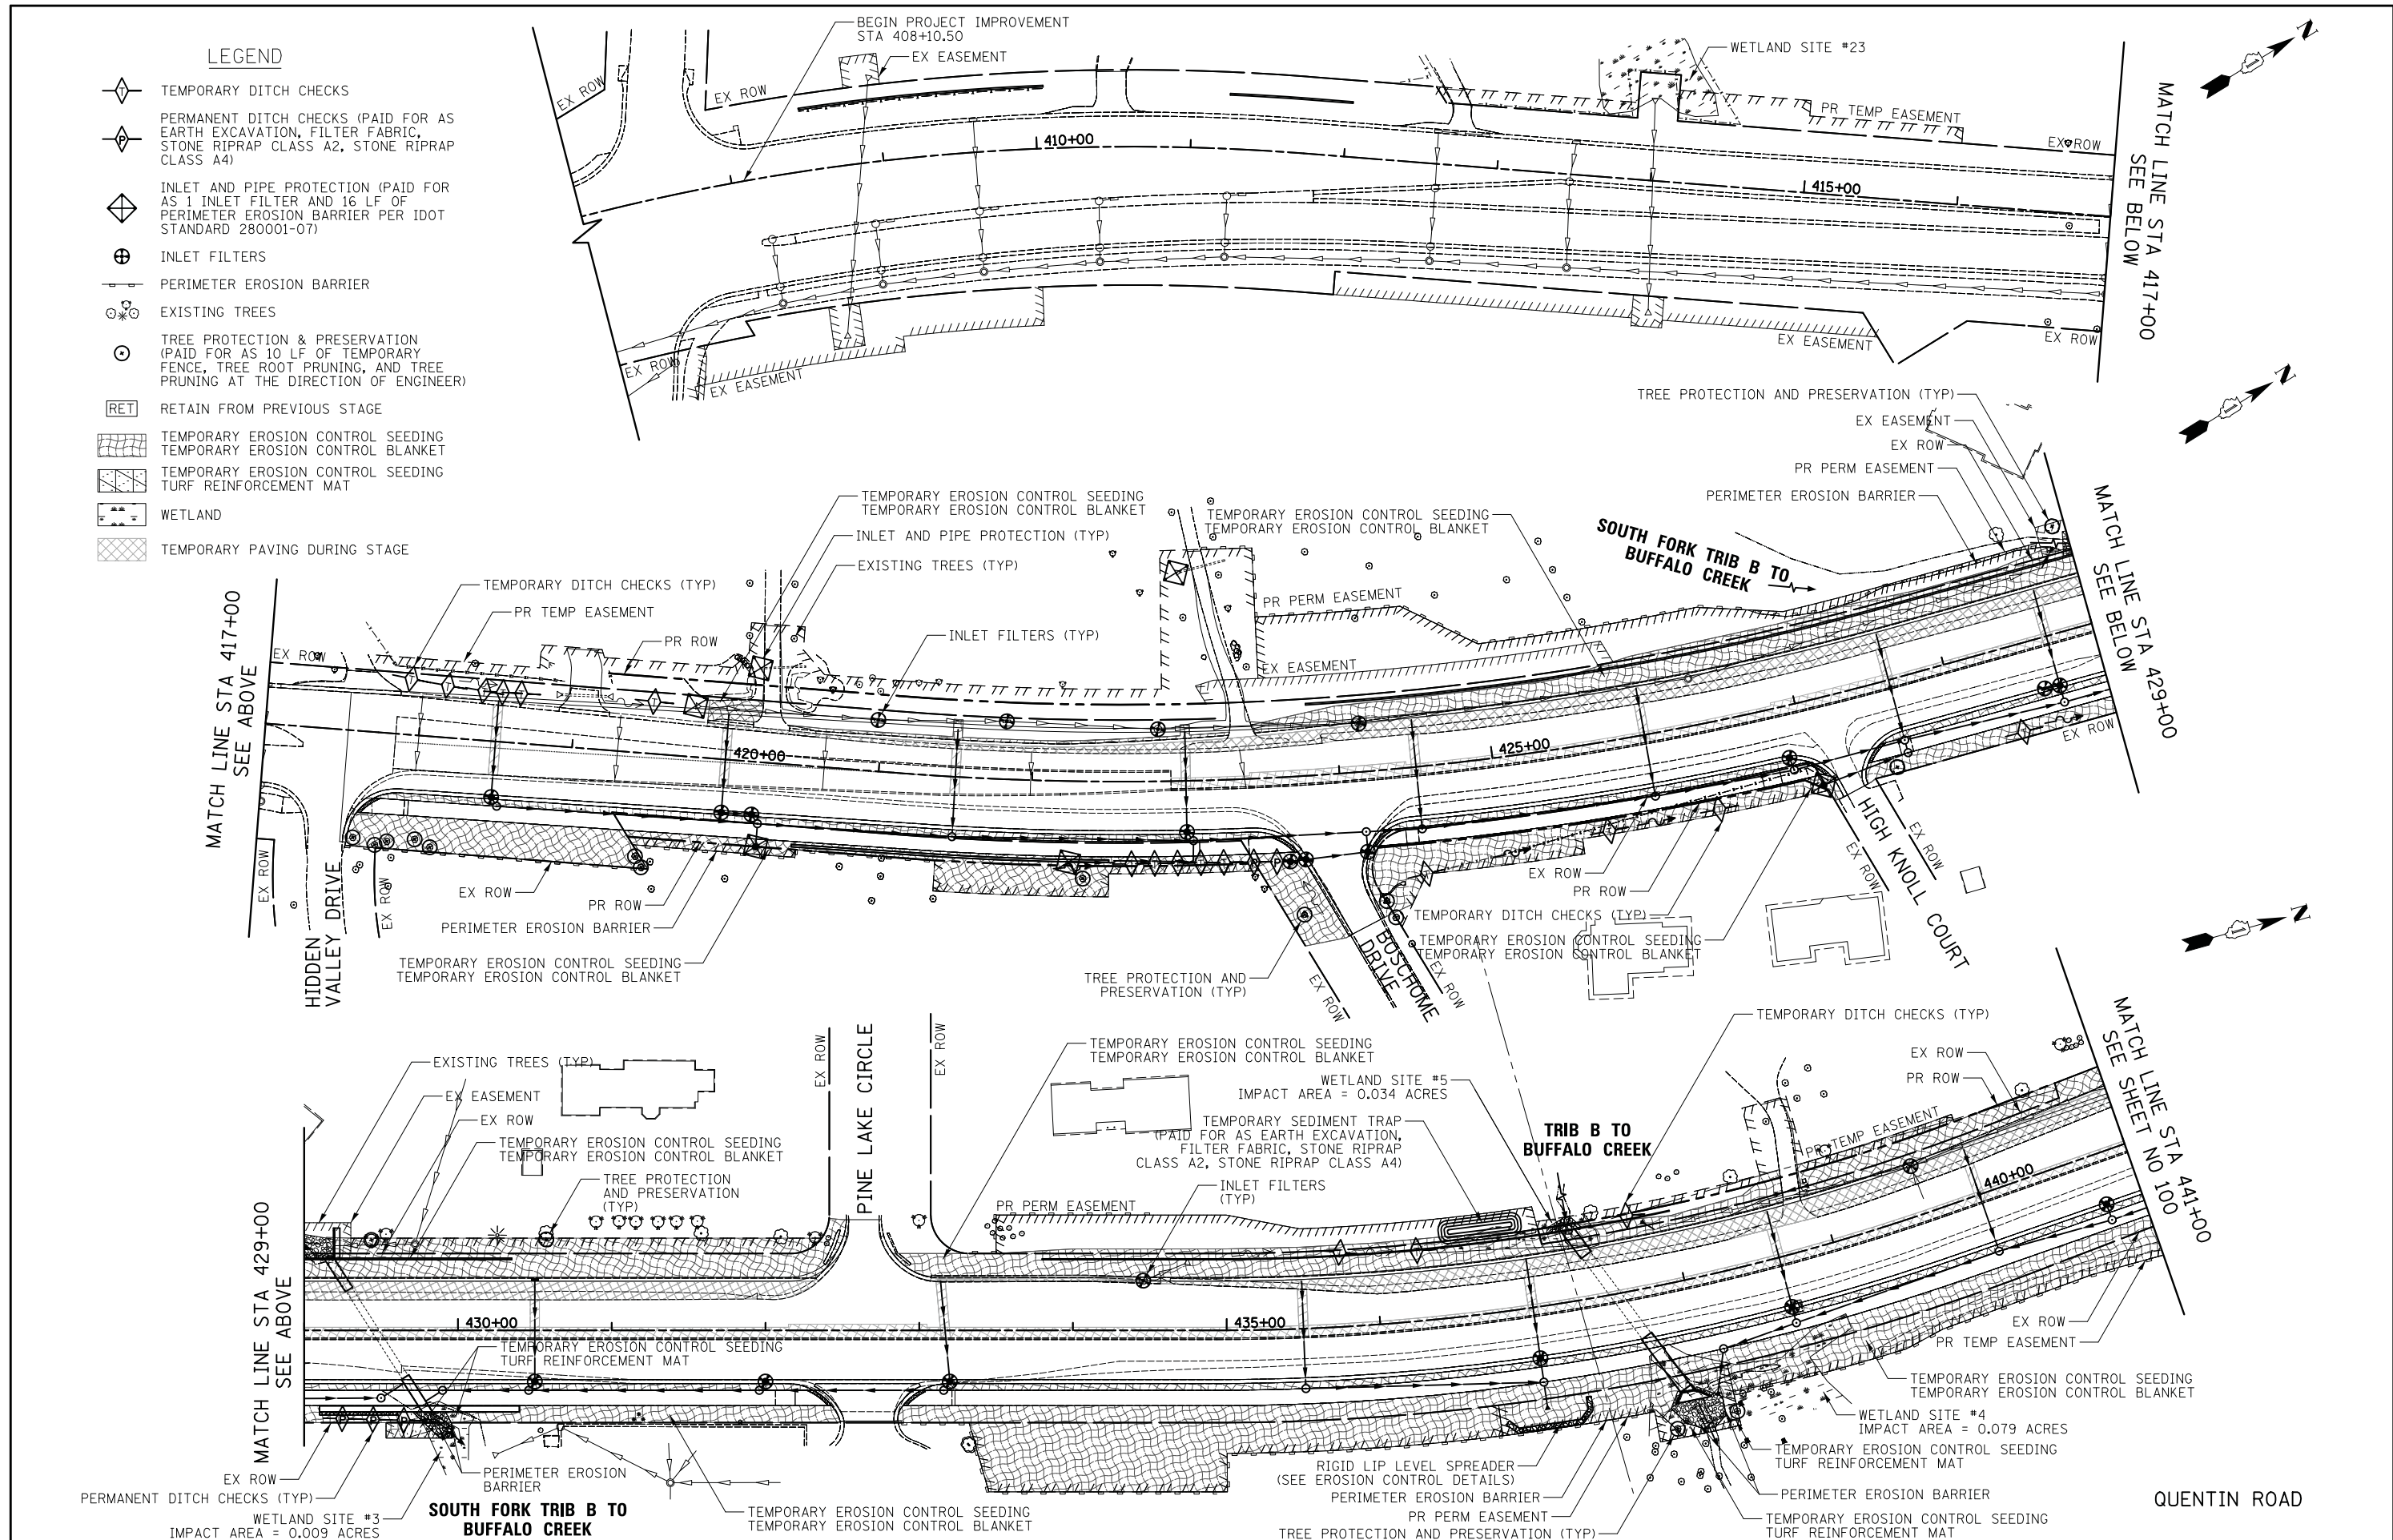 LEGEND
TEMPORARY DITCH CHECKS
PERMANENT DITCH CHECKS (PAID FOR AS
EARTH EXCAVATION, FILTER FABRIC,
STONE RIPRAP CLASS A2, STONE RIPRAP
CLASS A4)
INLET AND PIPE PROTECTION (PAID FOR
AS 1 INLET FILTER AND 16 LF OF
PERIMETER EROSION BARRIER PER IDOT
STANDARD 280001-07)
INLET FILTERS
PERIMETER EROSION BARRIER
EXISTING TREES
TREE PROTECTION & PRESERVATION
(PAID FOR AS 10 LF OF TEMPORARY
FENCE, TREE ROOT PRUNING, AND TREE
PRUNING AT THE DIRECTION OF ENGINEER)
RET
RETAIN FROM PREVIOUS STAGE
TEMPORARY EROSION CONTROL SEEDING
TEMPORARY EROSION CONTROL BLANKET
TEMPORARY EROSION CONTROL SEEDING
TURF REINFORCEMENT MAT
WETLAND
TEMPORARY PAVING DURING STAGE
BEGIN PROJECT IMPROVEMENT
STA 408+10.50
EX EASEMENT
EX ROW
EX ROW
WETLAND SITE #23
PR TEMP EASEMENT
EX ROW
410+00
415+00
EX ROW
EX EASEMENT
EX EASEMENT
EX ROW
MATCH LINE STA 417+00
SEE BELOW
N
TREE PROTECTION AND PRESERVATION (TYP)
EX EASEMENT
EX ROW
PR PERM EASEMENT
PERIMETER EROSION BARRIER
N
MATCH LINE STA 429+00
SEE BELOW
TEMPORARY EROSION CONTROL SEEDING
TEMPORARY EROSION CONTROL BLANKET
INLET AND PIPE PROTECTION (TYP)
EXISTING TREES (TYP)
TEMPORARY EROSION CONTROL SEEDING
TEMPORARY EROSION CONTROL BLANKET
SOUTH FORK TRIB B TO
BUFFALO CREEK
TEMPORARY DITCH CHECKS (TYP)
PR TEMP EASEMENT
PR ROW
INLET FILTERS (TYP)
PR PERM EASEMENT
EX EASEMENT
EX ROW
MATCH LINE STA 417+00
SEE ABOVE
420+00
425+00
EX ROW
EX ROW
EX ROW
HIDDEN
VALLEY DRIVE
EX ROW
PR ROW
PERIMETER EROSION BARRIER
TEMPORARY EROSION CONTROL SEEDING
TEMPORARY EROSION CONTROL BLANKET
TREE PROTECTION AND
PRESERVATION (TYP)
EX ROW
BOSCHOME
DRIVE
EX ROW
EX ROW
PR ROW
TEMPORARY DITCH CHECKS (TYP)
TEMPORARY EROSION CONTROL SEEDING
TEMPORARY EROSION CONTROL BLANKET
EX ROW
HIGH KNOLL COURT
EX ROW
N
EXISTING TREES (TYP)
EX EASEMENT
EX ROW
TEMPORARY EROSION CONTROL SEEDING
TEMPORARY EROSION CONTROL BLANKET
TREE PROTECTION
AND PRESERVATION
(TYP)
EX ROW
PINE LAKE CIRCLE
EX ROW
TEMPORARY EROSION CONTROL SEEDING
TEMPORARY EROSION CONTROL BLANKET
WETLAND SITE #5
IMPACT AREA = 0.034 ACRES
TEMPORARY SEDIMENT TRAP
(PAID FOR AS EARTH EXCAVATION,
FILTER FABRIC, STONE RIPRAP
CLASS A2, STONE RIPRAP CLASS A4)
INLET FILTERS
(TYP)
PR PERM EASEMENT
TRIB B TO
BUFFALO CREEK
TEMPORARY DITCH CHECKS (TYP)
EX ROW
PR ROW
PR TEMP EASEMENT
MATCH LINE STA 441+00
SEE SHEET NO 100
MATCH LINE STA 429+00
SEE ABOVE
430+00
435+00
440+00
TEMPORARY EROSION CONTROL SEEDING
TURF REINFORCEMENT MAT
EX ROW
PERMANENT DITCH CHECKS (TYP)
WETLAND SITE #3
IMPACT AREA = 0.009 ACRES
PERIMETER EROSION
BARRIER
SOUTH FORK TRIB B TO
BUFFALO CREEK
TEMPORARY EROSION CONTROL SEEDING
TEMPORARY EROSION CONTROL BLANKET
RIGID LIP LEVEL SPREADER
(SEE EROSION CONTROL DETAILS)
PERIMETER EROSION BARRIER
PR PERM EASEMENT
TREE PROTECTION AND PRESERVATION (TYP)
EX ROW
PR TEMP EASEMENT
TEMPORARY EROSION CONTROL SEEDING
TEMPORARY EROSION CONTROL BLANKET
WETLAND SITE #4
IMPACT AREA = 0.079 ACRES
TEMPORARY EROSION CONTROL SEEDING
TURF REINFORCEMENT MAT
PERIMETER EROSION BARRIER
TEMPORARY EROSION CONTROL SEEDING
TURF REINFORCEMENT MAT
QUENTIN ROAD